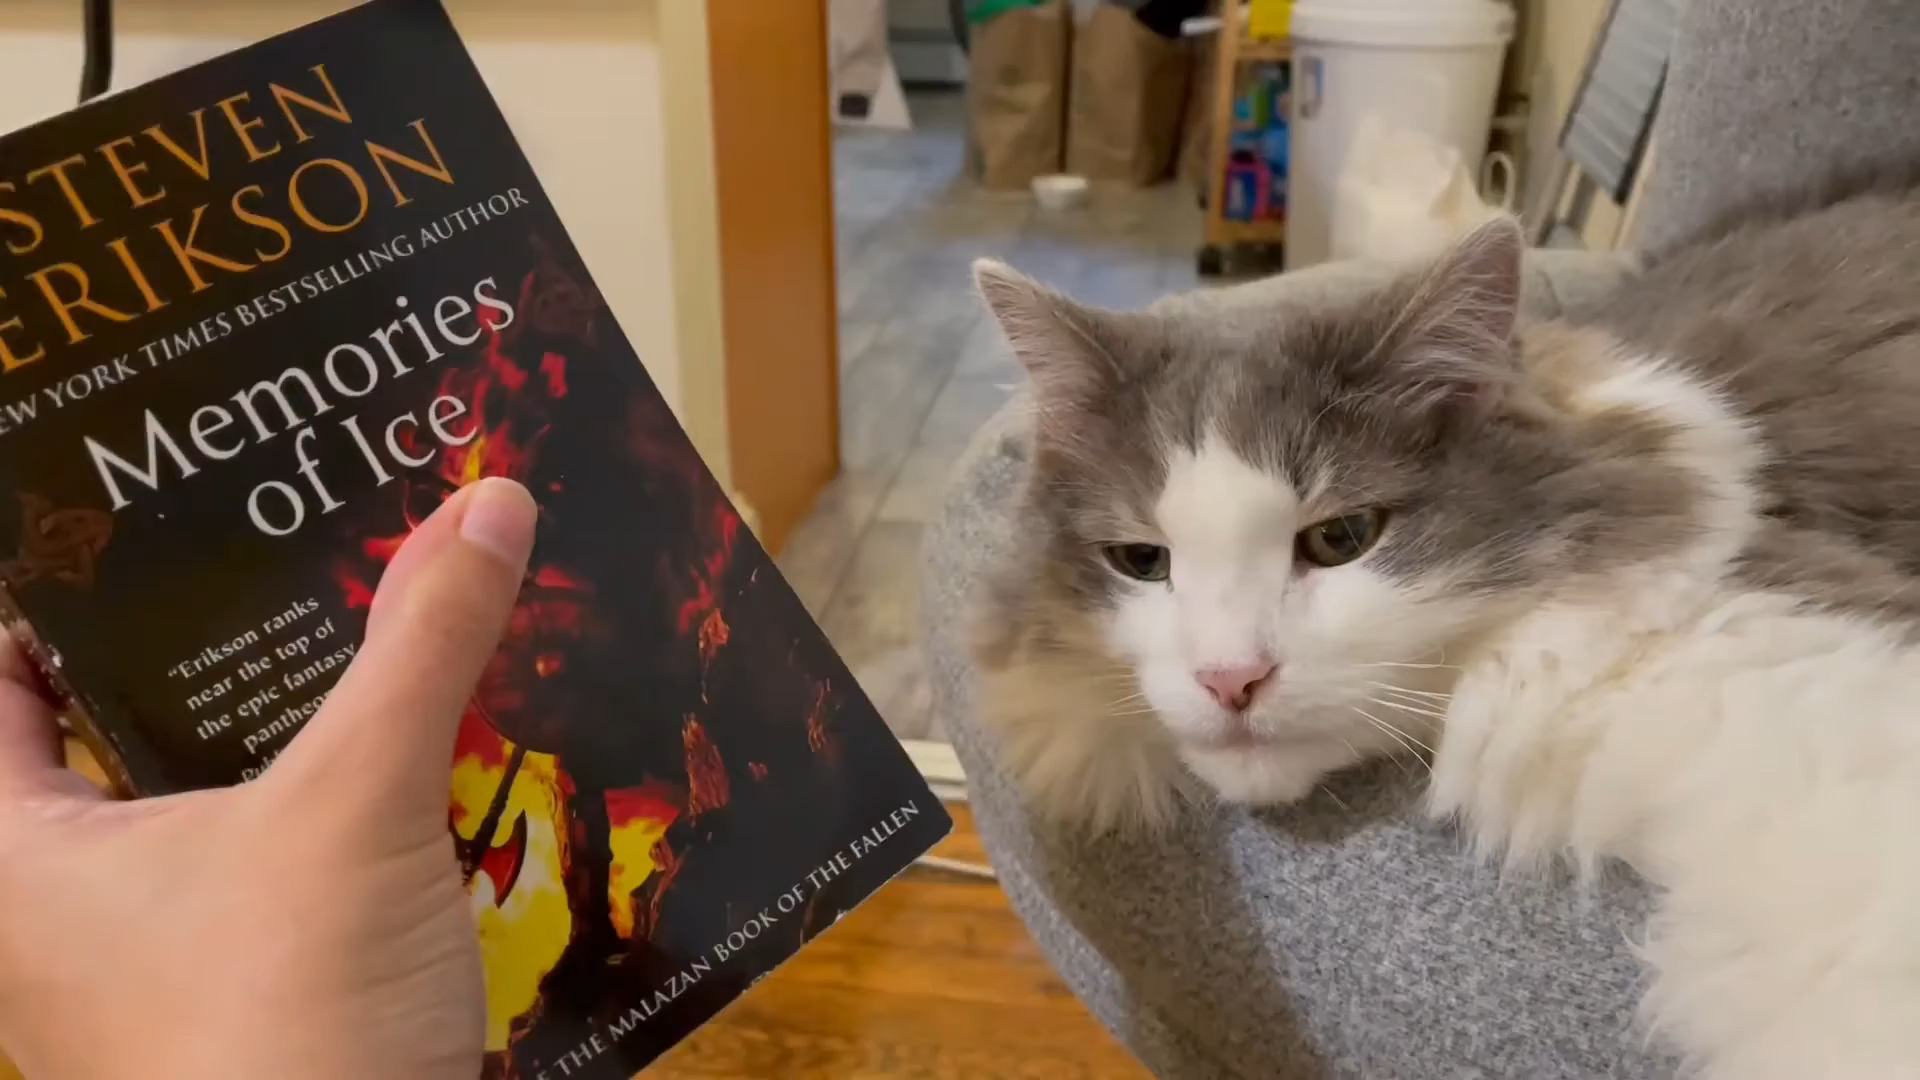 STEVEN
ERIKSON
NEW YORK TIMES BESTSELLING AUTHOR
Memories
of Ice
"Erikson ranks
near the top of
the epic fantasy
THE MALAZAN BOOK OF THE FALLEN